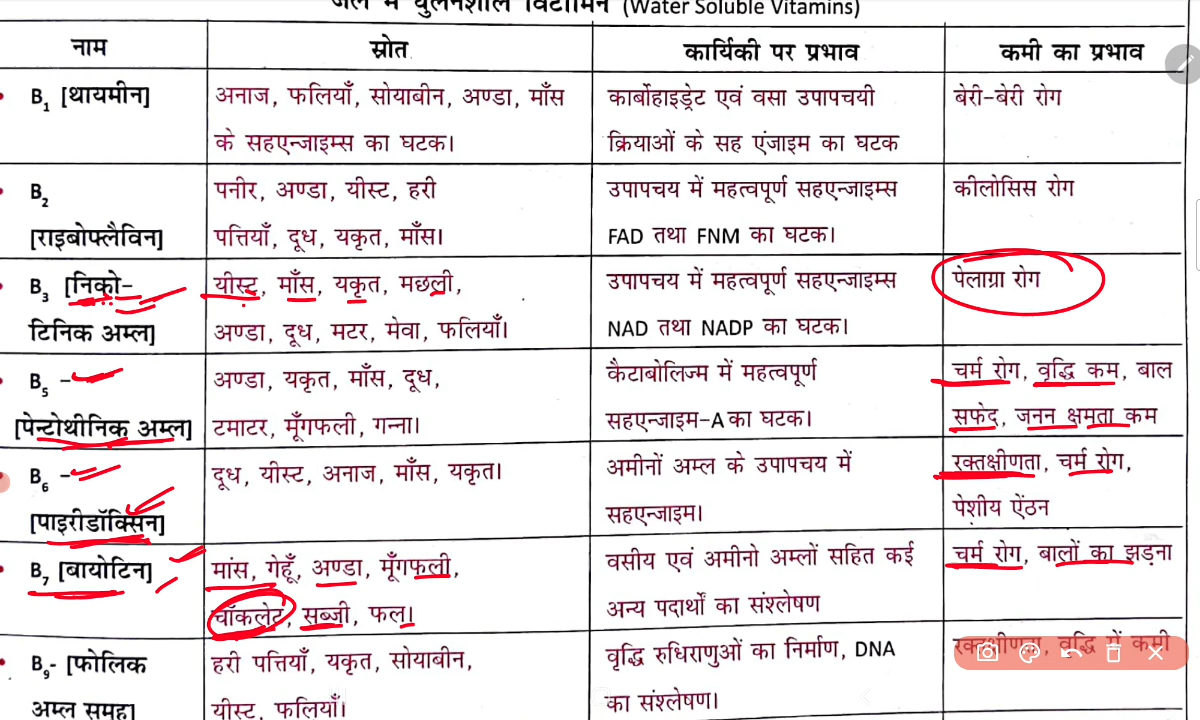 जल में घुलनशील विटामिन (Water Soluble Vitamins)
नाम स्रोत कार्यिकी पर प्रभाव कमी का प्रभाव
B1 [थायमीन] अनाज, फलियाँ, सोयाबीन, अण्डा, माँस कार्बोहाइड्रेट एवं वसा उपापचयी बेरी-बेरी रोग
के सहएन्जाइम्स का घटक। क्रियाओं के सह एंजाइम का घटक
B2 पनीर, अण्डा, यीस्ट, हरी उपापचय में महत्वपूर्ण सहएन्जाइम्स कीलोसिस रोग
[राइबोफ्लैविन] पत्तियाँ, दूध, यकृत, माँस। FAD तथा FNM का घटक।
B3 [निको- यीस्ट, माँस, यकृत, मछली, उपापचय में महत्वपूर्ण सहएन्जाइम्स पेलाग्रा रोग
टिनिक अम्ल] अण्डा, दूध, मटर, मेवा, फलियाँ। NAD तथा NADP का घटक।
B5 - अण्डा, यकृत, माँस, दूध, कैटाबोलिज्म में महत्वपूर्ण चर्म रोग, वृद्धि कम, बाल
[पेन्टोथीनिक अम्ल] टमाटर, मूँगफली, गन्ना। सहएन्जाइम-A का घटक। सफेद, जनन क्षमता कम
B6 - दूध, यीस्ट, अनाज, माँस, यकृत। अमीनों अम्ल के उपापचय में रक्तक्षीणता, चर्म रोग,
[पाइरीडॉक्सिन] सहएन्जाइम। पेशीय ऐंठन
B7 [बायोटिन] मांस, गेहूँ, अण्डा, मूँगफली, वसीय एवं अमीनो अम्लों सहित कई चर्म रोग, बालों का झड़ना
चॉकलेट, सब्जी, फल। अन्य पदार्थों का संश्लेषण
B9- [फोलिक हरी पत्तियाँ, यकृत, सोयाबीन, वृद्धि रुधिराणुओं का निर्माण, DNA रक्तक्षीणता, वृद्धि में कमी
अम्ल समूह] यीस्ट, फलियाँ। का संश्लेषण।